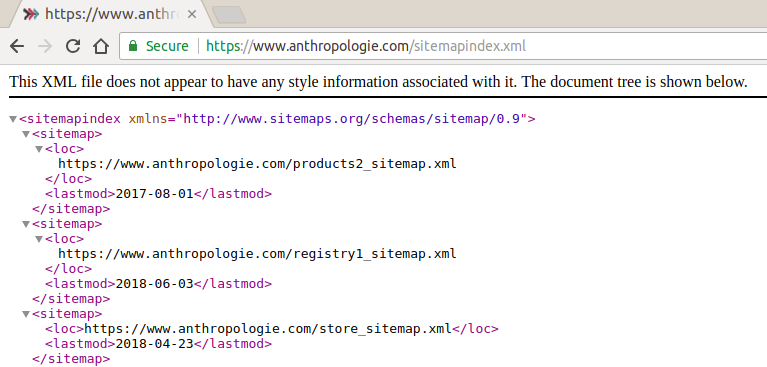 https://www.anthr
Secure https://www.anthropologie.com/sitemapindex.xml
This XML file does not appear to have any style information associated with it. The document tree is shown below.
<sitemapindex xmlns="http://www.sitemaps.org/schemas/sitemap/0.9">
<sitemap>
<loc>
https://www.anthropologie.com/products2_sitemap.xml
</loc>
<lastmod>2017-08-01</lastmod>
</sitemap>
<sitemap>
<loc>
https://www.anthropologie.com/registry1_sitemap.xml
</loc>
<lastmod>2018-06-03</lastmod>
</sitemap>
<sitemap>
<loc>https://www.anthropologie.com/store_sitemap.xml</loc>
<lastmod>2018-04-23</lastmod>
</sitemap>